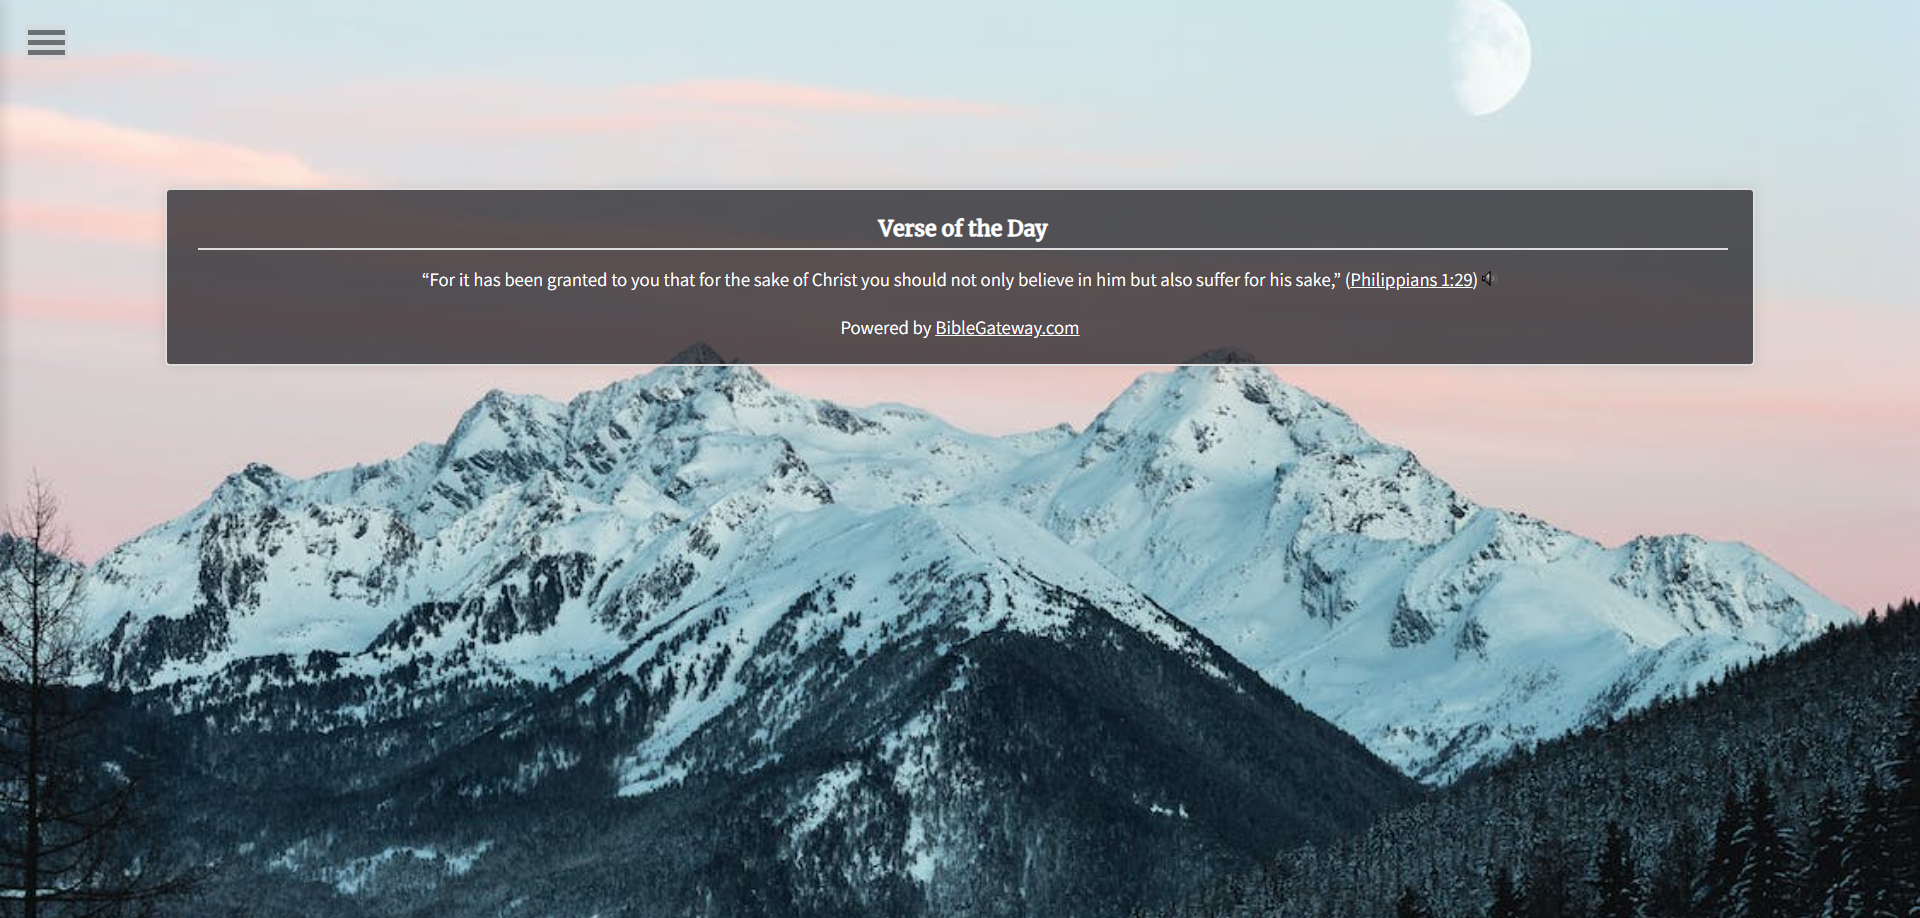 Verse of the Day
“For it has been granted to you that for the sake of Christ you should not only believe in him but also suffer for his sake,” (Philippians 1:29)
Powered by BibleGateway.com